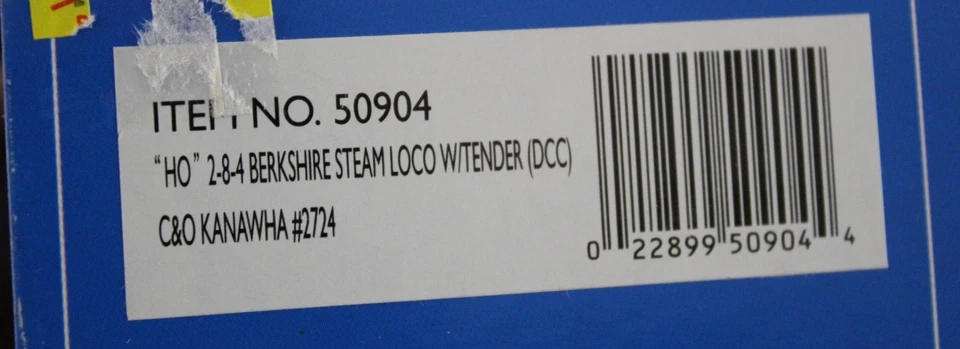 ITEM NO. 50904
"HO" 2-8-4 BERKSHIRE STEAM LOCO W/TENDER (DCC)
C&O KANAWHA #2724
0 22899 50904 4